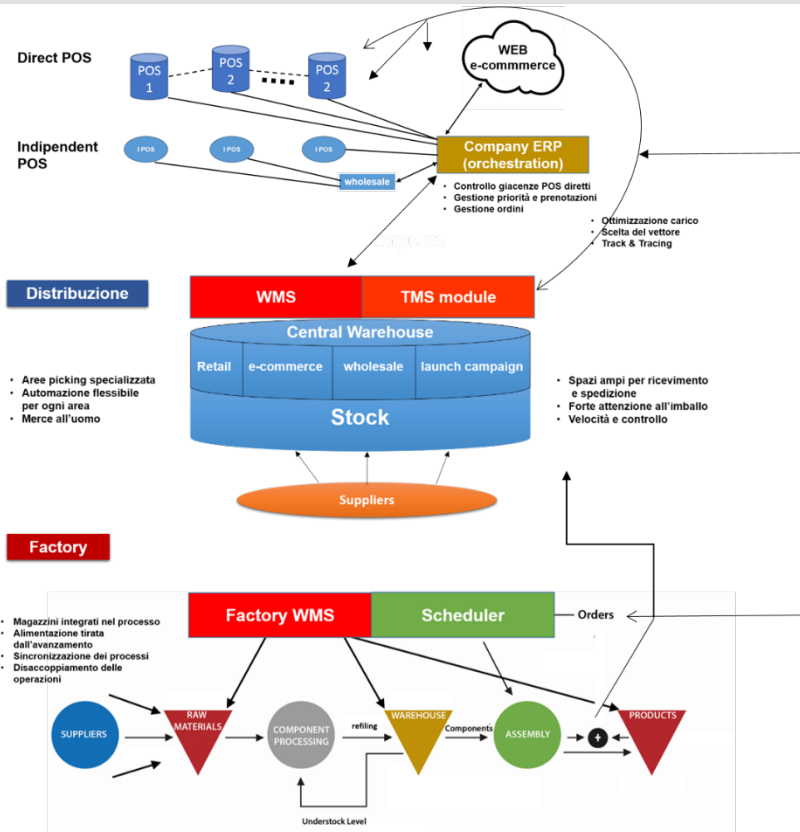 Direct POS
POS
1
POS
2
POS
2
WEB
e-commmerce
Indipendent
POS
I POS
I POS
I POS
wholesale
Company ERP
(orchestration)
• Controllo giacenze POS diretti
• Gestione priorità e prenotazioni
• Gestione ordini
• Ottimizzazione carico
• Scelta del vettore
• Track & Tracing
Distribuzione
WMS
TMS module
Central Warehouse
Retail
e-commerce
wholesale
launch campaign
Stock
• Aree picking specializzata
• Automazione flessibile
per ogni area
• Merce all'uomo
• Spazi ampi per ricevimento
e spedizione
• Forte attenzione all'imballo
• Velocità e controllo
Suppliers
Factory
Factory WMS
Scheduler
Orders
• Magazzini integrati nel processo
• Alimentazione tirata
dall'avanzamento
• Sincronizzazione dei processi
• Disaccoppiamento delle
operazioni
SUPPLIERS
RAW
MATERIALS
COMPONENT
PROCESSING
refiling
WAREHOUSE
Components
ASSEMBLY
+
PRODUCTS
Understock Level